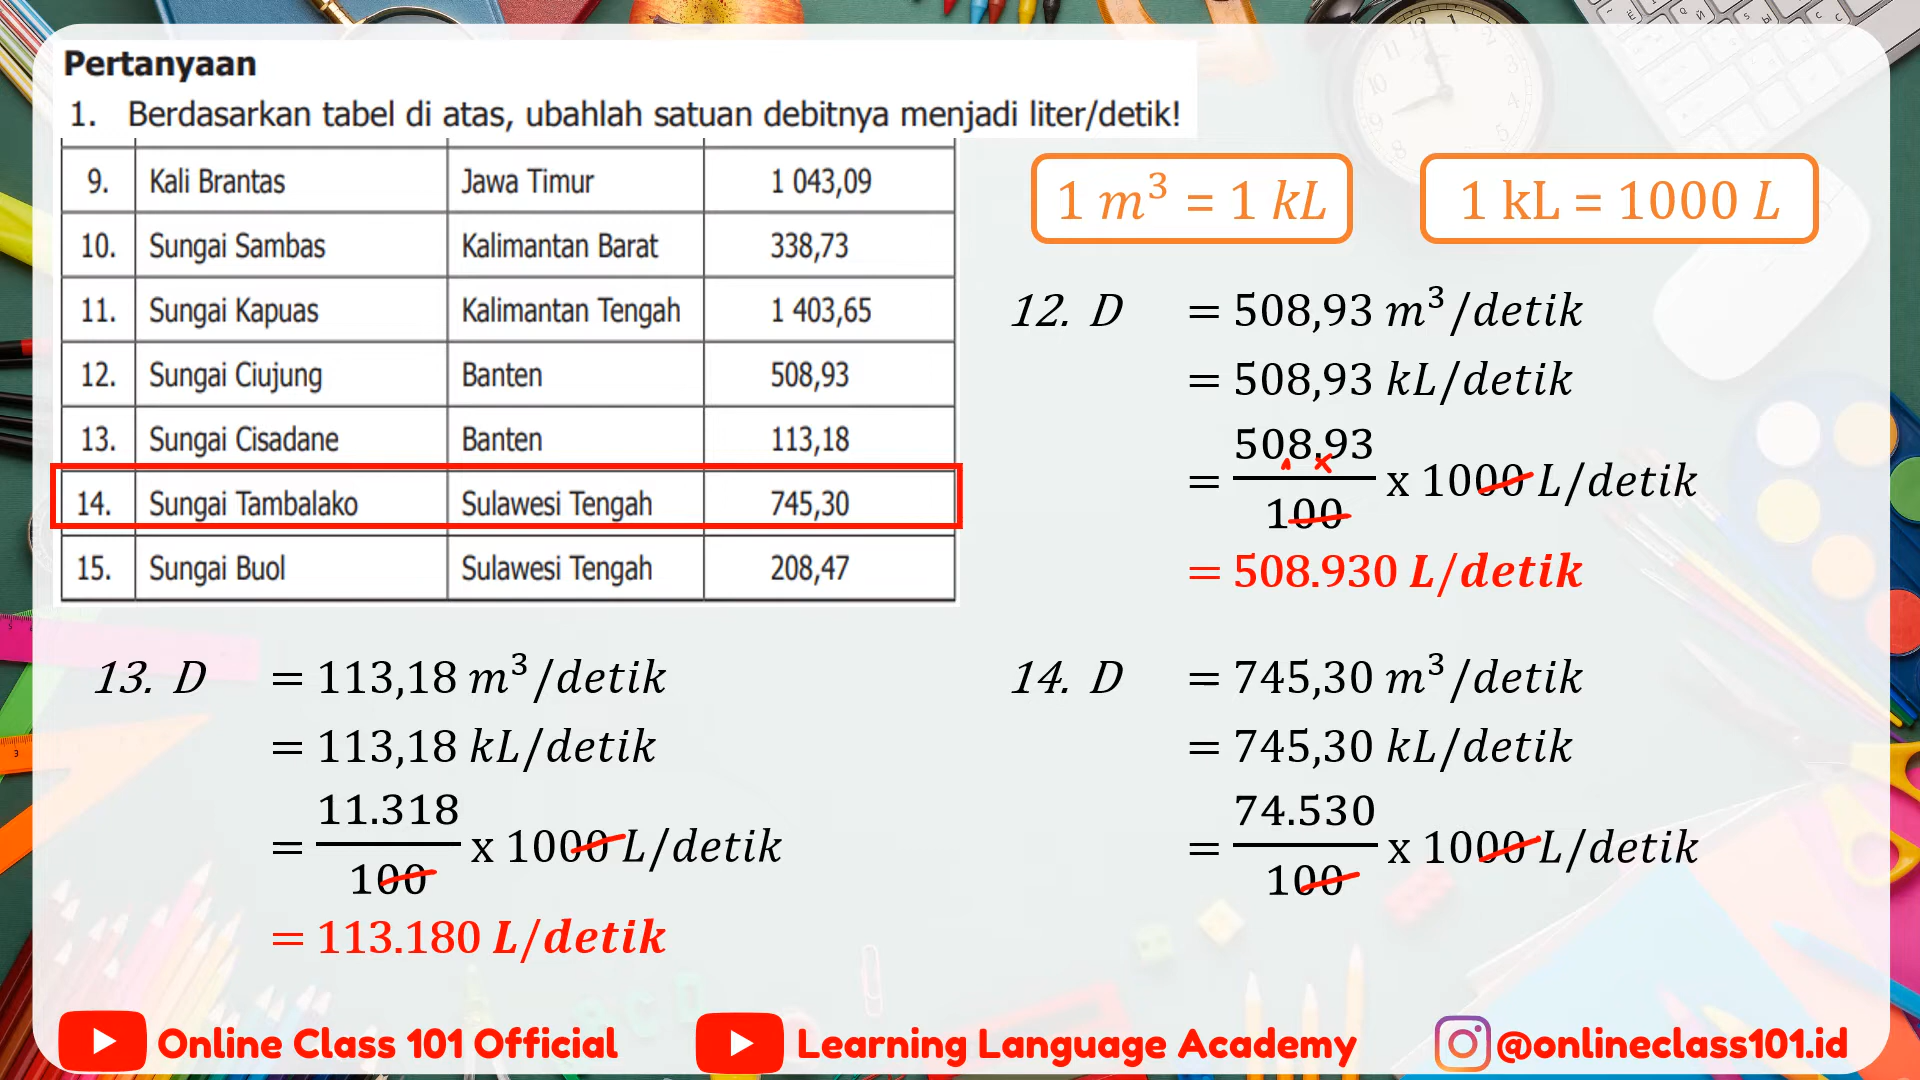 Pertanyaan
1. Berdasarkan tabel di atas, ubahlah satuan debitnya menjadi liter/detik!
9. Kali Brantas Jawa Timur 1 043,09
10. Sungai Sambas Kalimantan Barat 338,73
11. Sungai Kapuas Kalimantan Tengah 1 403,65
12. Sungai Ciujung Banten 508,93
13. Sungai Cisadane Banten 113,18
14. Sungai Tambalako Sulawesi Tengah 745,30
15. Sungai Buol Sulawesi Tengah 208,47
1 m³ = 1 kL
1 kL = 1000 L
12. D = 508,93 m³/detik
= 508,93 kL/detik
= 508.93/100 x 1000 L/detik
= 508.930 L/detik
13. D = 113,18 m³/detik
= 113,18 kL/detik
= 11.318/100 x 1000 L/detik
= 113.180 L/detik
14. D = 745,30 m³/detik
= 745,30 kL/detik
= 74.530/100 x 1000 L/detik
Online Class 101 Official
Learning Language Academy
@onlineclass101.id